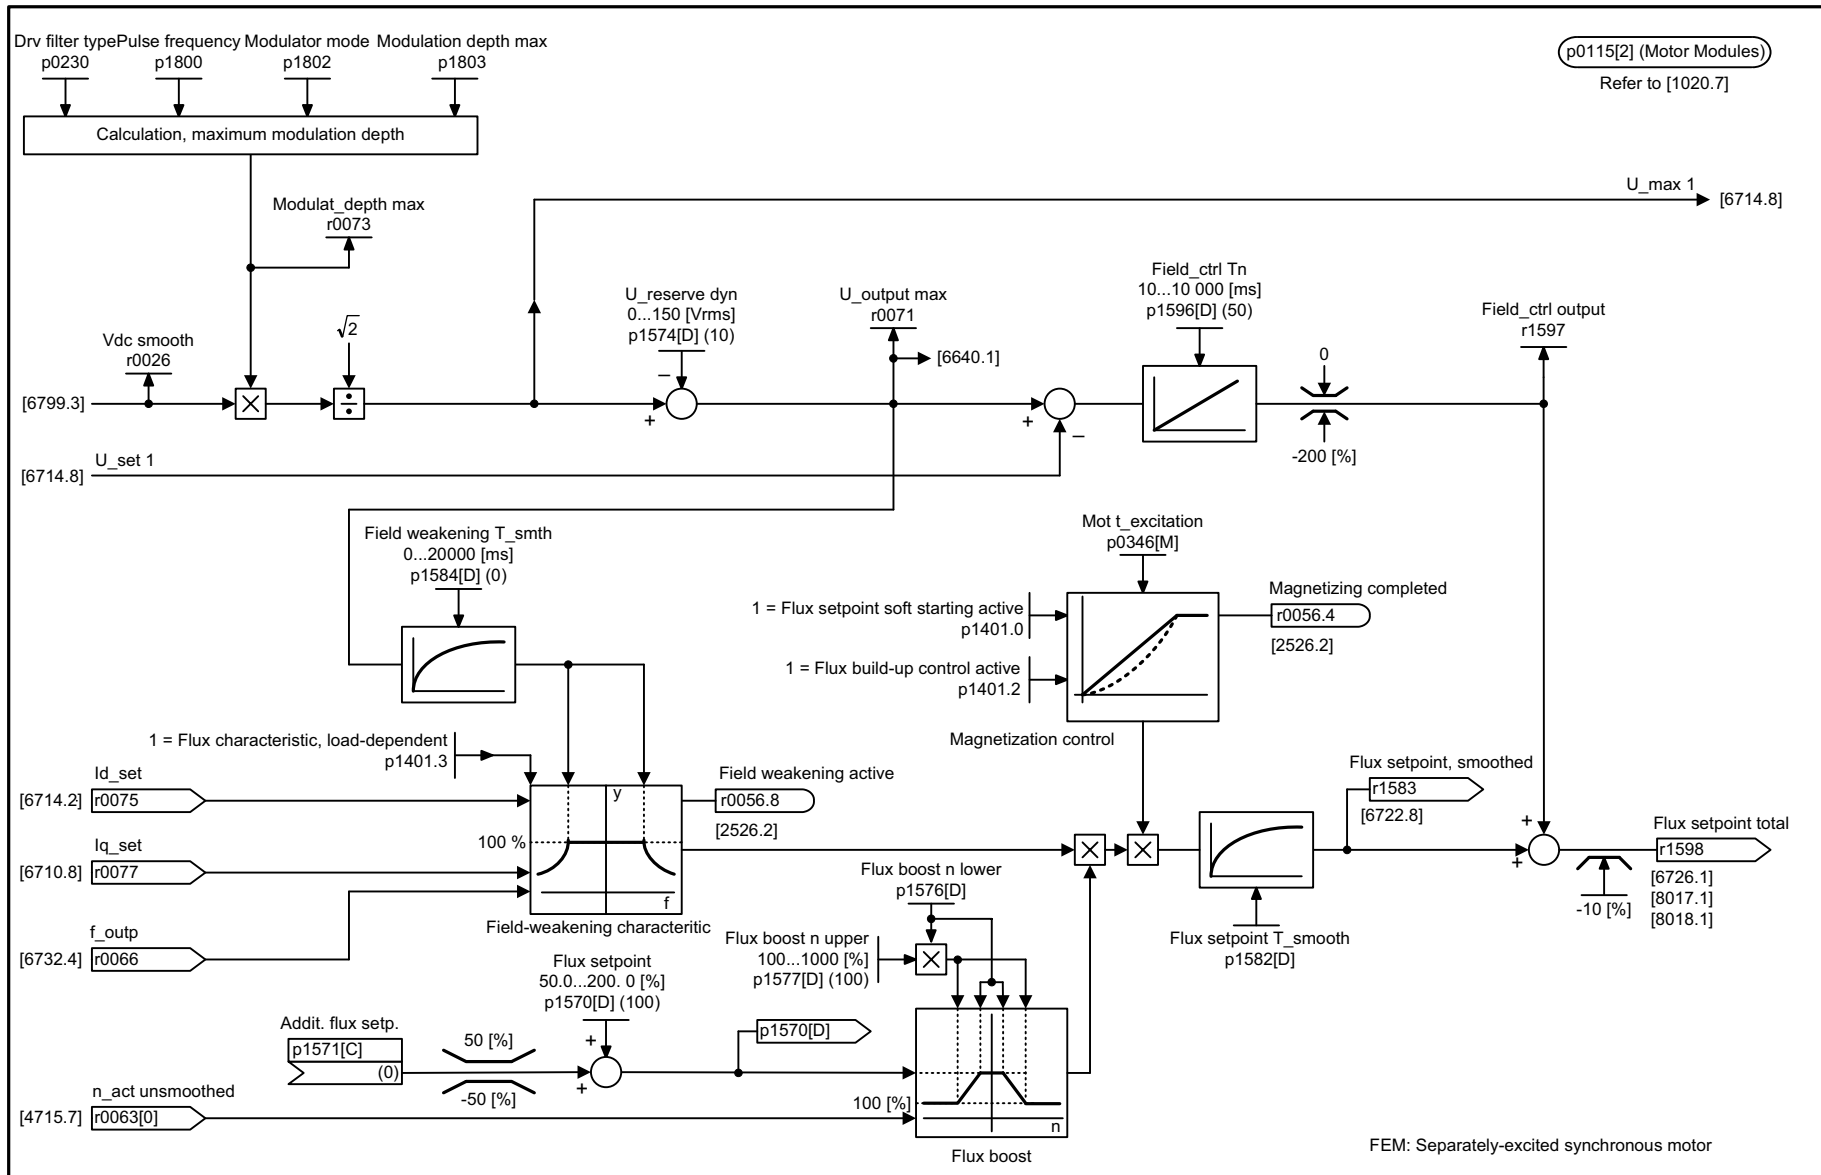 Drv filter type Pulse frequency Modulator mode Modulation depth max
p0230 p1800 p1802 p1803
p0115[2] (Motor Modules)
Refer to [1020.7]
Calculation, maximum modulation depth
U_max 1
[6714.8]
Modulat_depth max
r0073
Vdc smooth
r0026
√2
U_reserve dyn
0...150 [Vrms]
p1574[D] (10)
U_output max
r0071
[6640.1]
Field_ctrl Tn
10...10 000 [ms]
p1596[D] (50)
0
Field_ctrl output
r1597
[6799.3]
×
÷
–
+
+
–
-200 [%]
U_set 1
[6714.8]
Field weakening T_smth
0...20000 [ms]
p1584[D] (0)
Mot t_excitation
p0346[M]
1 = Flux setpoint soft starting active
p1401.0
Magnetizing completed
r0056.4
[2526.2]
1 = Flux build-up control active
p1401.2
Magnetization control
1 = Flux characteristic, load-dependent
p1401.3
Id_set
[6714.2] r0075
y
Field weakening active
r0056.8
[2526.2]
Flux setpoint, smoothed
r1583
[6722.8]
100 %
Iq_set
[6710.8] r0077
f
Field-weakening characteritic
× ×
+
+
Flux setpoint total
r1598
[6726.1]
[8017.1]
[8018.1]
-10 [%]
Flux setpoint T_smooth
p1582[D]
Flux boost n lower
p1576[D]
f_outp
[6732.4] r0066
Flux boost n upper
100...1000 [%]
p1577[D] (100)
×
Flux setpoint
50.0...200. 0 [%]
p1570[D] (100)
Addit. flux setp.
p1571[C]
(0)
50 [%]
-50 [%]
+
+
p1570[D]
n_act unsmoothed
[4715.7] r0063[0]
100 [%]
n
Flux boost
FEM: Separately-excited synchronous motor